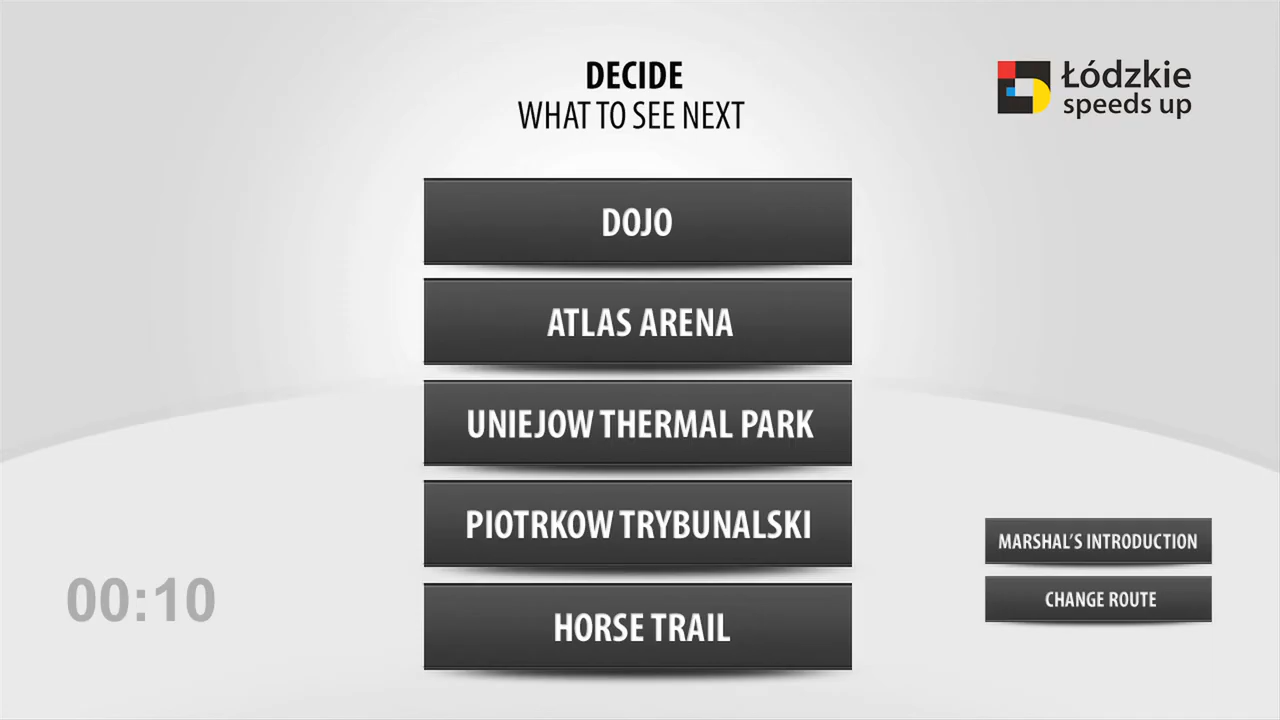 DECIDE
WHAT TO SEE NEXT
Łódzkie
speeds up
DOJO
ATLAS ARENA
UNIEJOW THERMAL PARK
PIOTRKOW TRYBUNALSKI
HORSE TRAIL
MARSHAL'S INTRODUCTION
CHANGE ROUTE
00:10